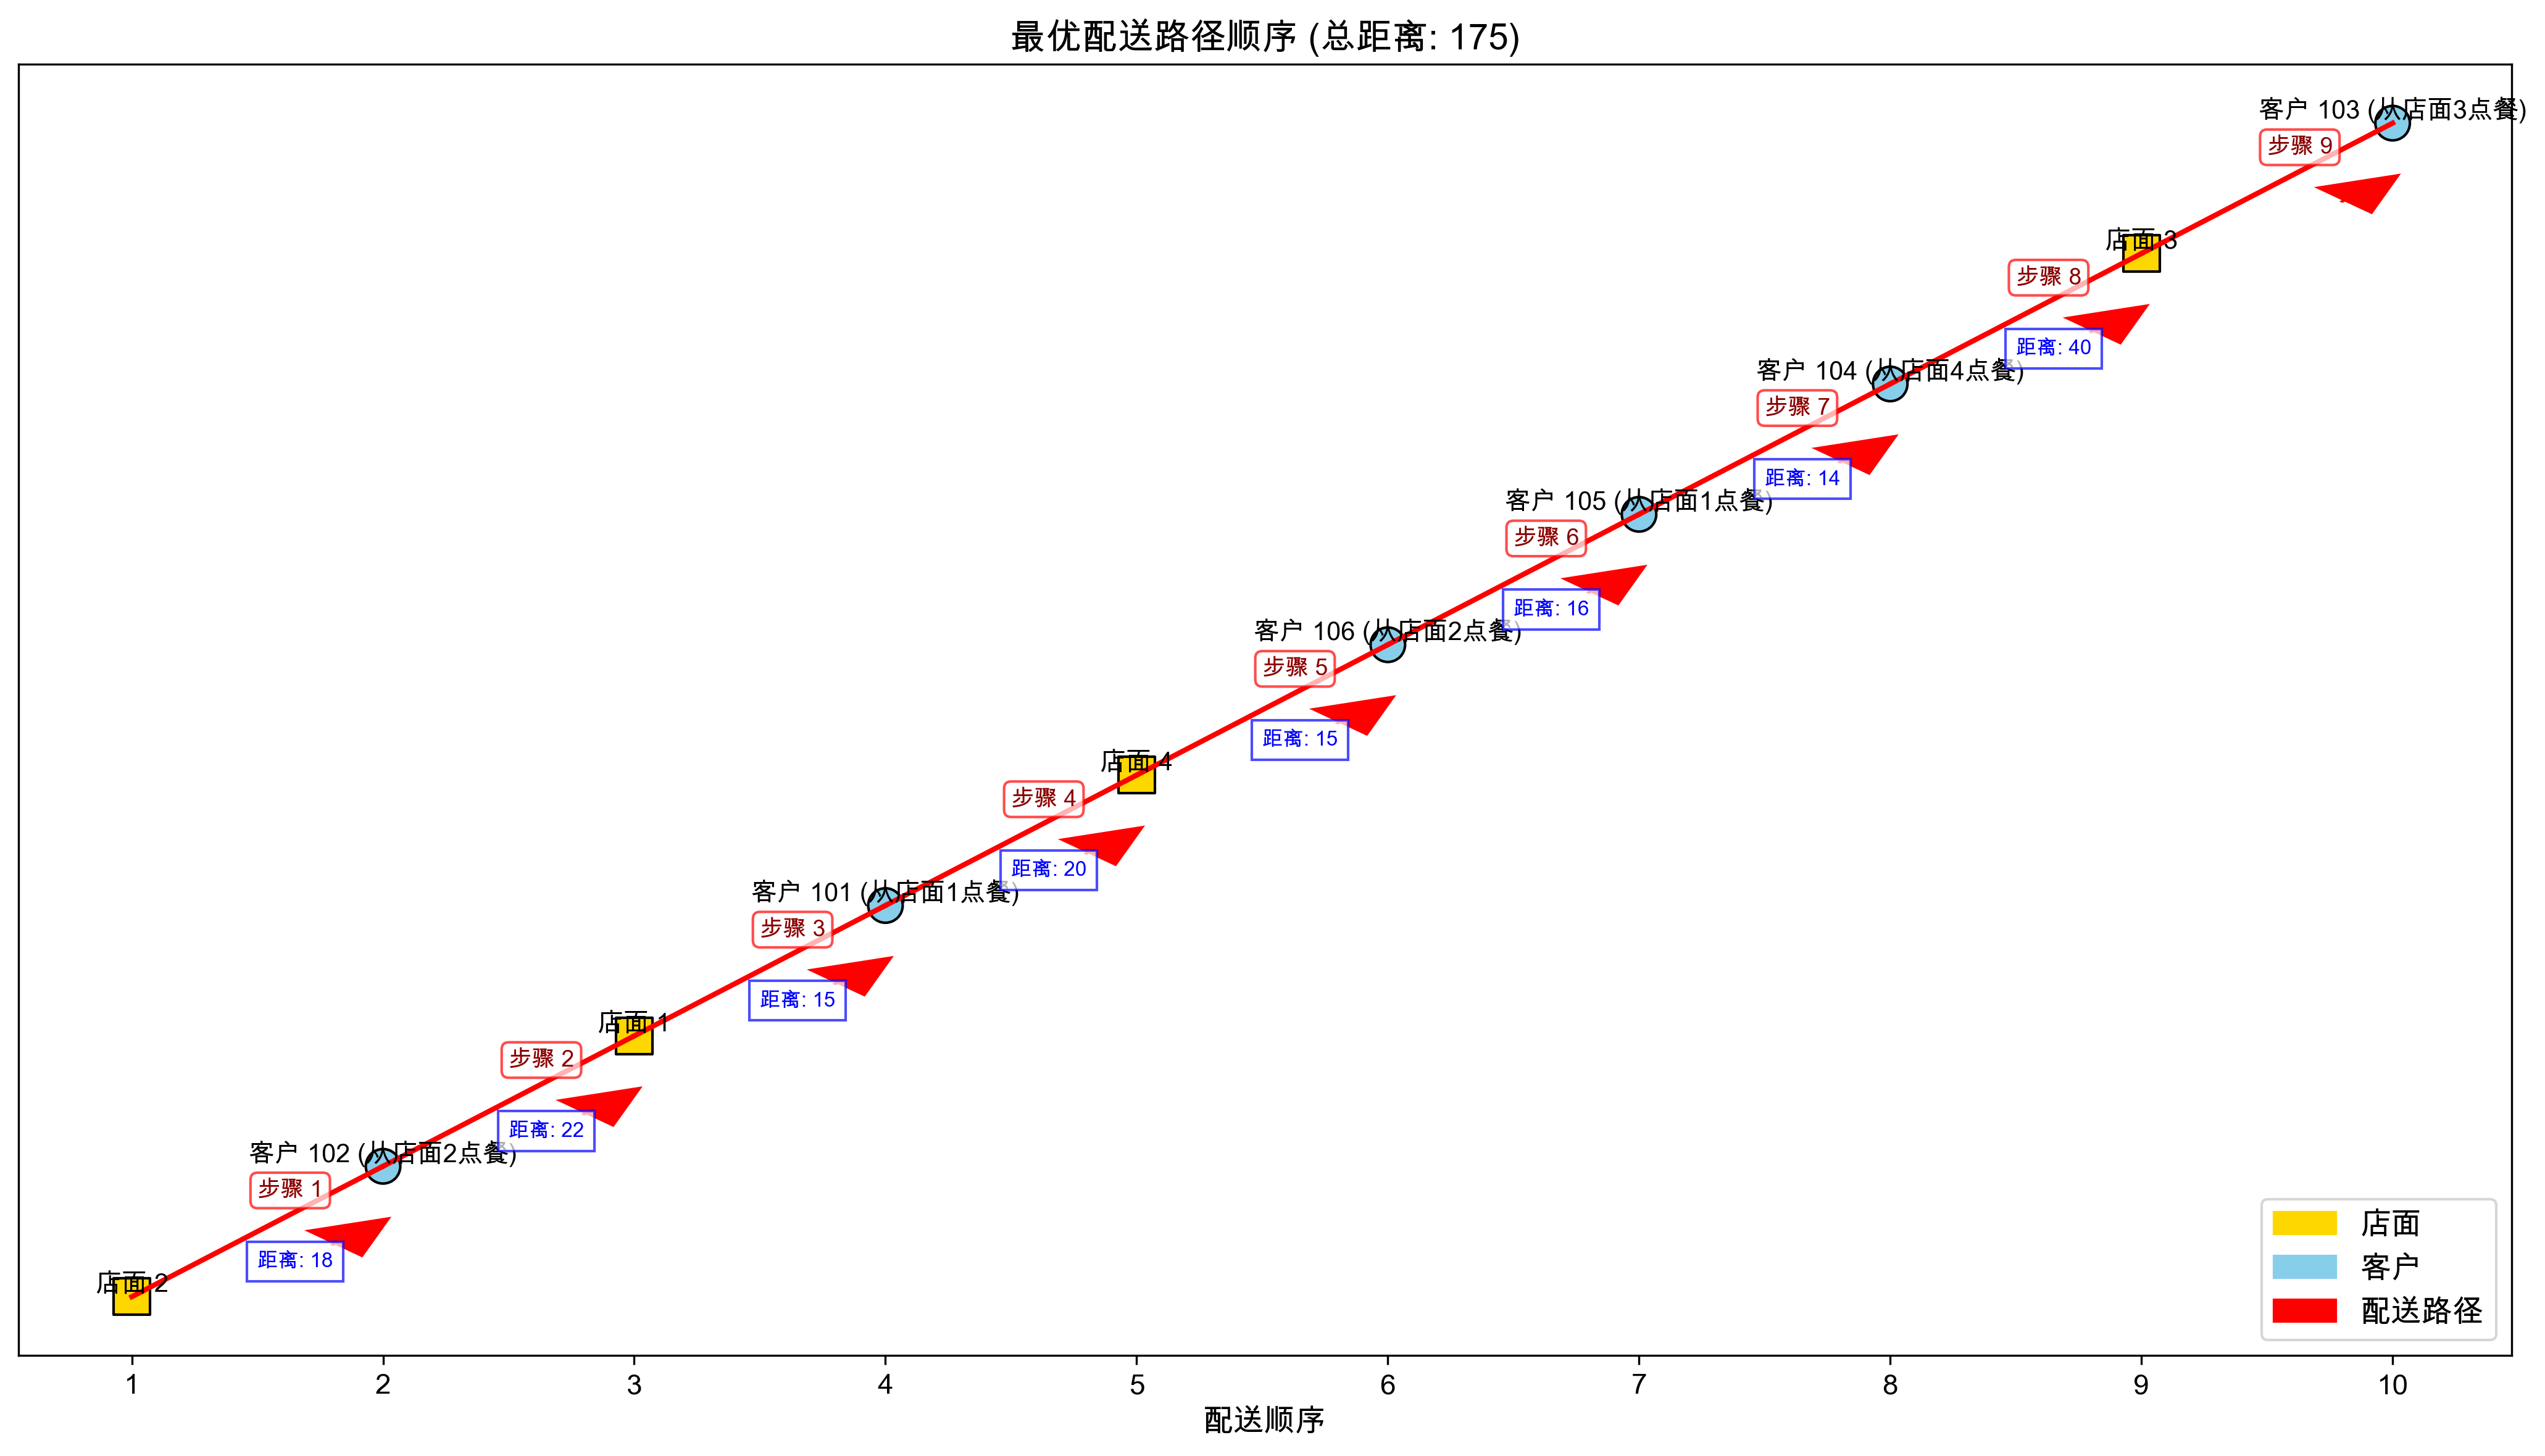 最优配送路径顺序 (总距离: 175)
客户 103 (从店面3点餐)
步骤 9
店面 3
步骤 8
距离: 40
客户 104 (从店面4点餐)
步骤 7
距离: 14
客户 105 (从店面1点餐)
步骤 6
距离: 16
客户 106 (从店面2点餐)
步骤 5
距离: 15
店面 4
步骤 4
距离: 20
客户 101 (从店面1点餐)
步骤 3
距离: 15
店面 1
步骤 2
距离: 22
客户 102 (从店面2点餐)
步骤 1
距离: 18
店面 2
店面
客户
配送路径
1 2 3 4 5 6 7 8 9 10
配送顺序